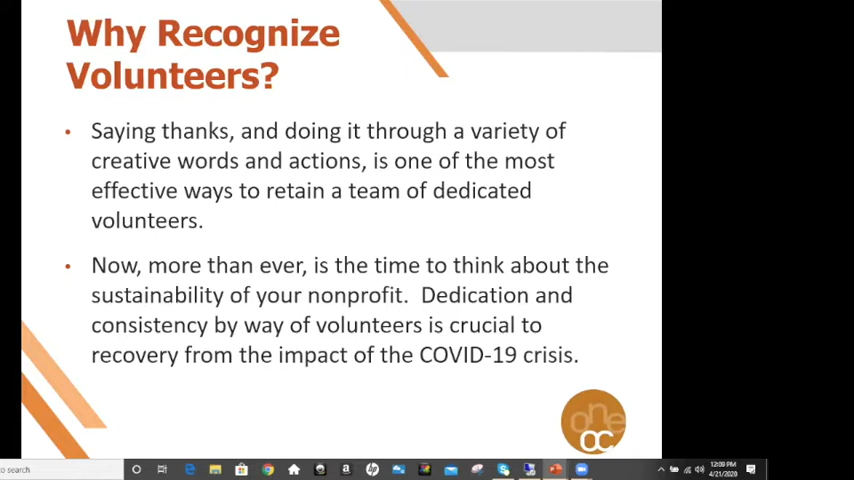 Why Recognize
Volunteers?
• Saying thanks, and doing it through a variety of
creative words and actions, is one of the most
effective ways to retain a team of dedicated
volunteers.
• Now, more than ever, is the time to think about the
sustainability of your nonprofit.  Dedication and
consistency by way of volunteers is crucial to
recovery from the impact of the COVID-19 crisis.
one
OC
to search
12:09 PM
4/21/2020